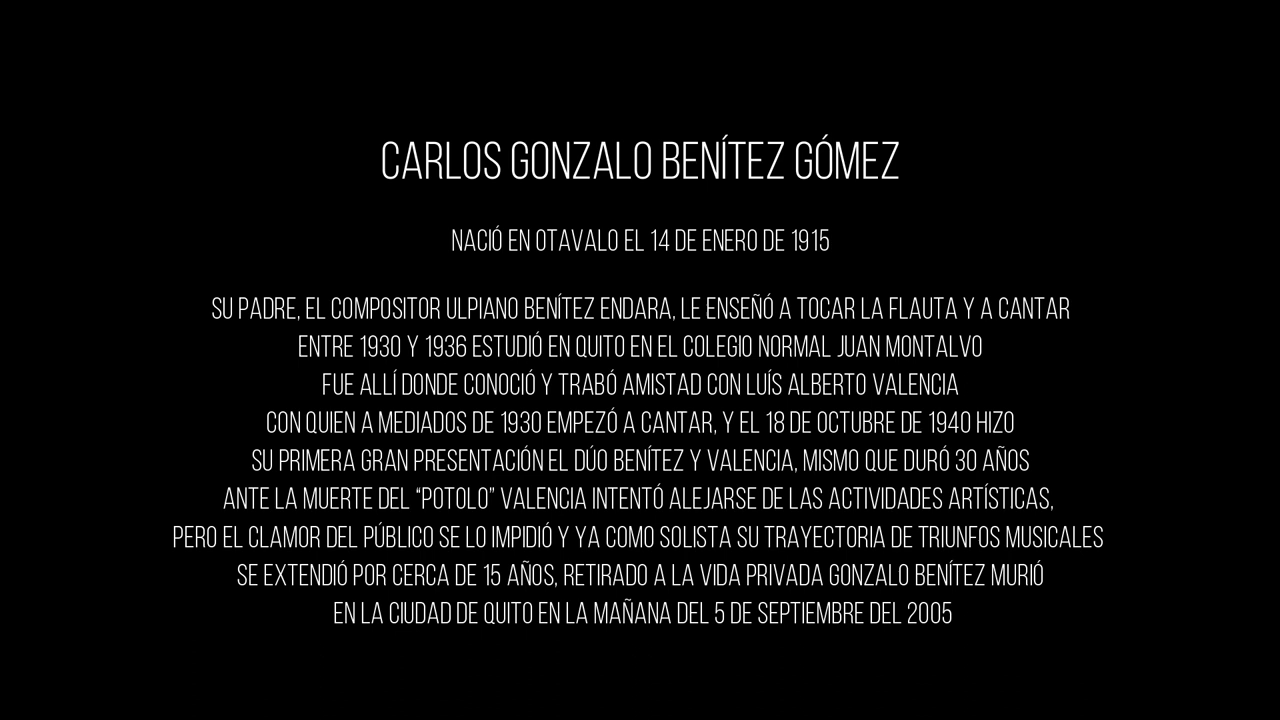 CARLOS GONZALO BENÍTEZ GÓMEZ
NACIÓ EN OTAVALO EL 14 DE ENERO DE 1915
SU PADRE, EL COMPOSITOR ULPIANO BENÍTEZ ENDARA, LE ENSEÑÓ A TOCAR LA FLAUTA Y A CANTAR
ENTRE 1930 Y 1936 ESTUDIÓ EN QUITO EN EL COLEGIO NORMAL JUAN MONTALVO
FUE ALLÍ DONDE CONOCIÓ Y TRABÓ AMISTAD CON LUÍS ALBERTO VALENCIA
CON QUIEN A MEDIADOS DE 1930 EMPEZÓ A CANTAR, Y EL 18 DE OCTUBRE DE 1940 HIZO
SU PRIMERA GRAN PRESENTACIÓN EL DÚO BENÍTEZ Y VALENCIA, MISMO QUE DURÓ 30 AÑOS
ANTE LA MUERTE DEL “POTOLO” VALENCIA INTENTÓ ALEJARSE DE LAS ACTIVIDADES ARTÍSTICAS,
PERO EL CLAMOR DEL PÚBLICO SE LO IMPIDIÓ Y YA COMO SOLISTA SU TRAYECTORIA DE TRIUNFOS MUSICALES
SE EXTENDIÓ POR CERCA DE 15 AÑOS, RETIRADO A LA VIDA PRIVADA GONZALO BENÍTEZ MURIÓ
EN LA CIUDAD DE QUITO EN LA MAÑANA DEL 5 DE SEPTIEMBRE DEL 2005